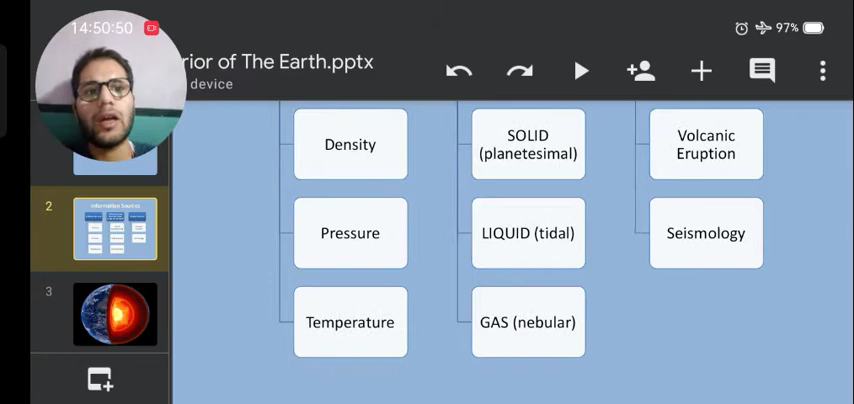 14:50:50
97%
rior of The Earth.pptx
device
Density
SOLID
(planetesimal)
Volcanic
Eruption
2
Information Sources
Pressure
LIQUID (tidal)
Seismology
3
Temperature
GAS (nebular)